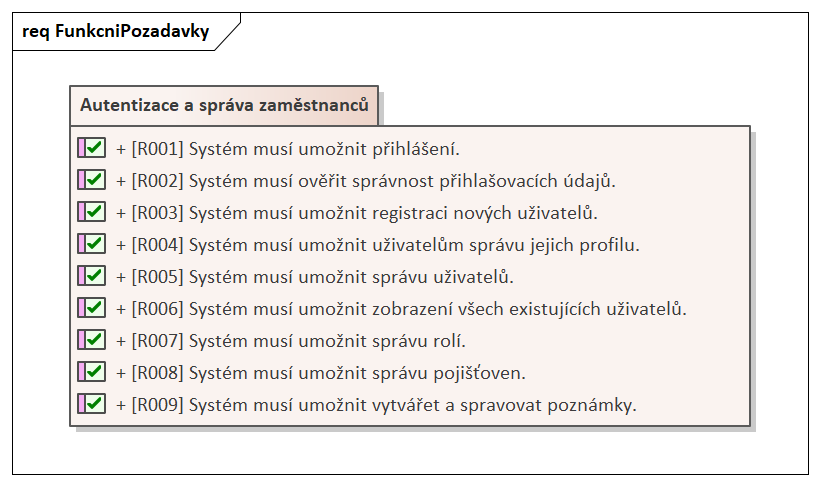 req FunkcniPozadavky
Autentizace a správa zaměstnanců
+ [R001] Systém musí umožnit přihlášení.
+ [R002] Systém musí ověřit správnost přihlašovacích údajů.
+ [R003] Systém musí umožnit registraci nových uživatelů.
+ [R004] Systém musí umožnit uživatelům správu jejich profilu.
+ [R005] Systém musí umožnit správu uživatelů.
+ [R006] Systém musí umožnit zobrazení všech existujících uživatelů.
+ [R007] Systém musí umožnit správu rolí.
+ [R008] Systém musí umožnit správu pojišťoven.
+ [R009] Systém musí umožnit vytvářet a spravovat poznámky.